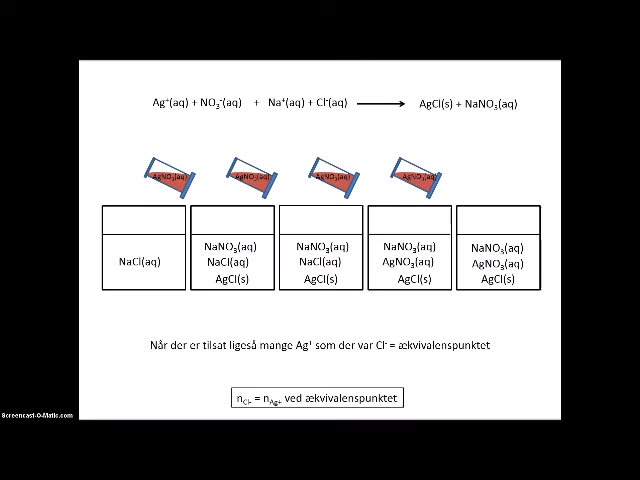 Ag⁺(aq) + NO₃⁻(aq) + Na⁺(aq) + Cl⁻(aq) ⟶ AgCl(s) + NaNO₃(aq)
AgNO₃(aq) AgNO₃(aq) AgNO₃(aq) AgNO₃(aq)
NaCl(aq)
NaNO₃(aq)
NaCl(aq)
AgCl(s)
NaNO₃(aq)
NaCl(aq)
AgCl(s)
NaNO₃(aq)
AgNO₃(aq)
AgCl(s)
NaNO₃(aq)
AgNO₃(aq)
AgCl(s)
Når der er tilsat ligeså mange Ag⁺ som der var Cl⁻ = ækvivalenspunktet
n_Cl- = n_Ag+ ved ækvivalenspunktet
Screencast-O-Matic.com